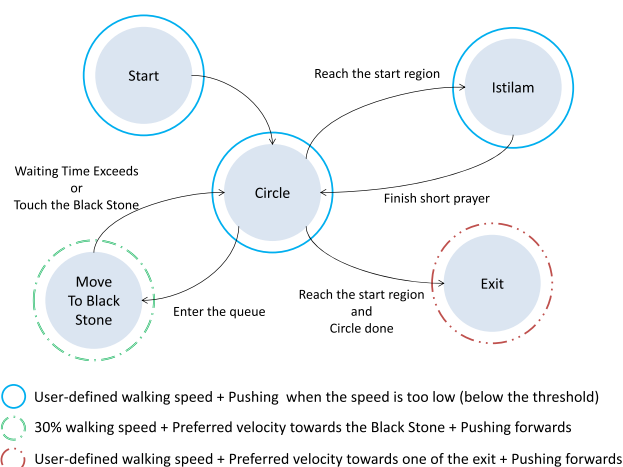 Start
Reach the start region
Istilam
Waiting Time Exceeds
or
Touch the Black Stone
Circle
Finish short prayer
Move
To Black
Stone
Enter the queue
Reach the start region
and
Circle done
Exit
User-defined walking speed + Pushing when the speed is too low (below the threshold)
30% walking speed + Preferred velocity towards the Black Stone + Pushing forwards
User-defined walking speed + Preferred velocity towards one of the exit + Pushing forwards